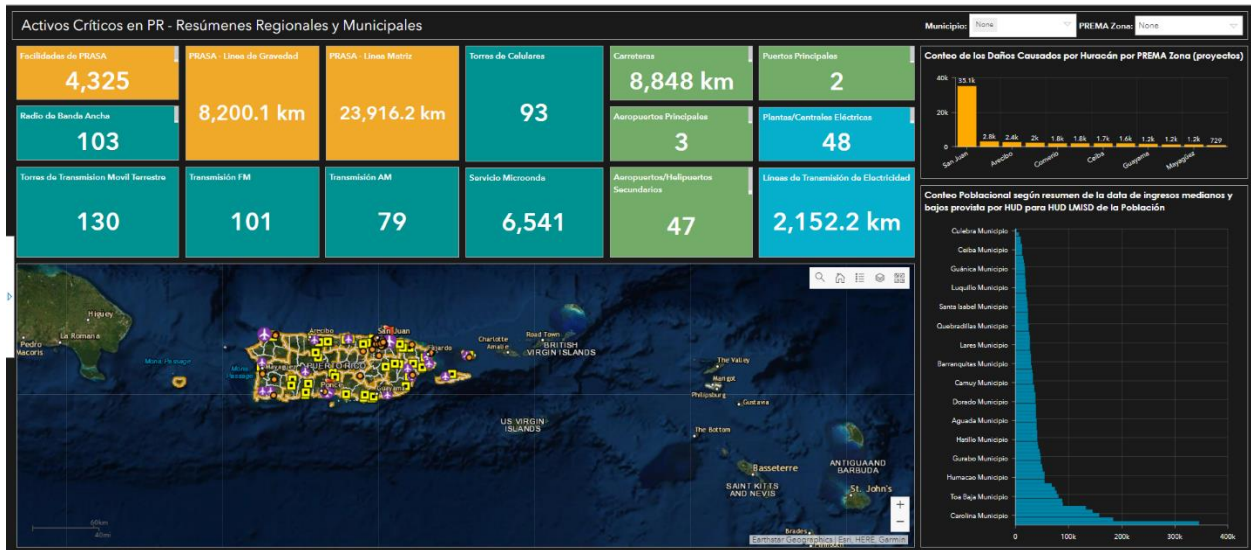 Activos Críticos en PR - Resúmenes Regionales y Municipales
Municipio: None
PREMA Zona: None
Facilidades de PRASA
4,325
PRASA - Línea de Gravedad
8,200.1 km
PRASA - Línea Matriz
23,916.2 km
Torres de Celulares
93
Carreteras
8,848 km
Puertos Principales
2
Radio de Banda Ancha
103
Aeropuertos Principales
3
Plantas/Centrales Eléctricas
48
Torres de Transmision Movil Terrestre
130
Transmisión FM
101
Transmisión AM
79
Servicio Microonda
6,541
Aeropuertos/Helipuertos
Secundarios
47
Líneas de Transmisión de Electricidad
2,152.2 km
Conteo de los Daños Causados por Huracán por PREMA Zona (proyectos)
40k
20k
0
35.1k
2.8k
2.4k
2k
1.8k
1.8k
1.7k
1.6k
1.2k
1.2k
1.2k
729
San Juan
Arecibo
Comerio
Ceiba
Guayama
Mayagüez
Conteo Poblacional según resumen de la data de ingresos medianos y
bajos provista por HUD para HUD LMISD de la Población
Culebra Municipio
Ceiba Municipio
Guánica Municipio
Luquillo Municipio
Santa Isabel Municipio
Quebradillas Municipio
Lares Municipio
Barranquitas Municipio
Camuy Municipio
Dorado Municipio
Aguada Municipio
Hatillo Municipio
Gurabo Municipio
Humacao Municipio
Toa Baja Municipio
Carolina Municipio
0
100k
200k
300k
400k
Higuey
La Romana
Pedro
Macoris
Mona Passage
Mona
Passage
Arecibo
San Juan
Fajardo
Mayagüez
PUERTO RICO
Ponce
Guayama
Charlotte
Amalie
Road Town
BRITISH
VIRGIN ISLANDS
US VIRGIN
ISLANDS
The Valley
Marigot
Philipsburg
Gustavia
The Bottom
Basseterre
SAINT KITTS
AND NEVIS
ANTIGUA AND
BARBUDA
St. John's
Brades
60km
40mi
+
−
Earthstar Geographics | Esri, HERE, Garmin